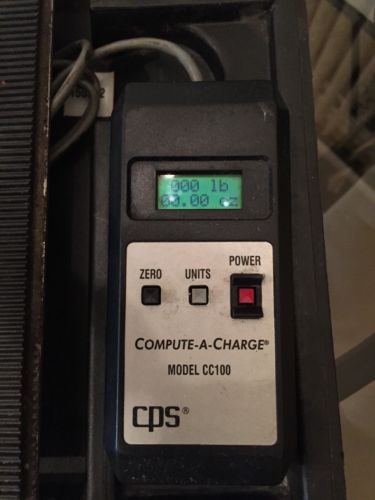 000 lb
00.00 oz
ZERO UNITS POWER
COMPUTE-A-CHARGE®
MODEL CC100
CPS®